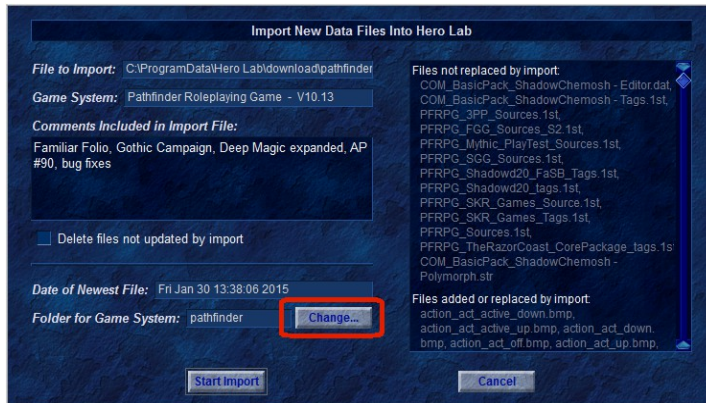 Import New Data Files Into Hero Lab
File to Import: C:\ProgramData\Hero Lab\download\pathfinder
Game System: Pathfinder Roleplaying Game - V10.13
Comments Included in Import File:
Familiar Folio, Gothic Campaign, Deep Magic expanded, AP
#90, bug fixes
Delete files not updated by import
Date of Newest File: Fri Jan 30 13:38:06 2015
Folder for Game System: pathfinder Change...
Start Import
Files not replaced by import:
COM_BasicPack_ShadowChemosh - Editor.dat,
COM_BasicPack_ShadowChemosh - Tags.1st,
PFRPG_3PP_Sources.1st,
PFRPG_FGG_Sources_S2.1st,
PFRPG_Mythic_PlayTest_Sources.1st,
PFRPG_SGG_Sources.1st,
PFRPG_Shadowd20_FaSB_Tags.1st,
PFRPG_Shadowd20_tags.1st,
PFRPG_SKR_Games_Source.1st,
PFRPG_SKR_Games_Tags.1st,
PFRPG_Sources.1st,
PFRPG_TheRazorCoast_CorePackage_tags.1s
COM_BasicPack_ShadowChemosh -
Polymorph.str
Files added or replaced by import:
action_act_active_down.bmp,
action_act_active_up.bmp, action_act_down.
bmp, action_act_off.bmp, action_act_up.bmp,
Cancel